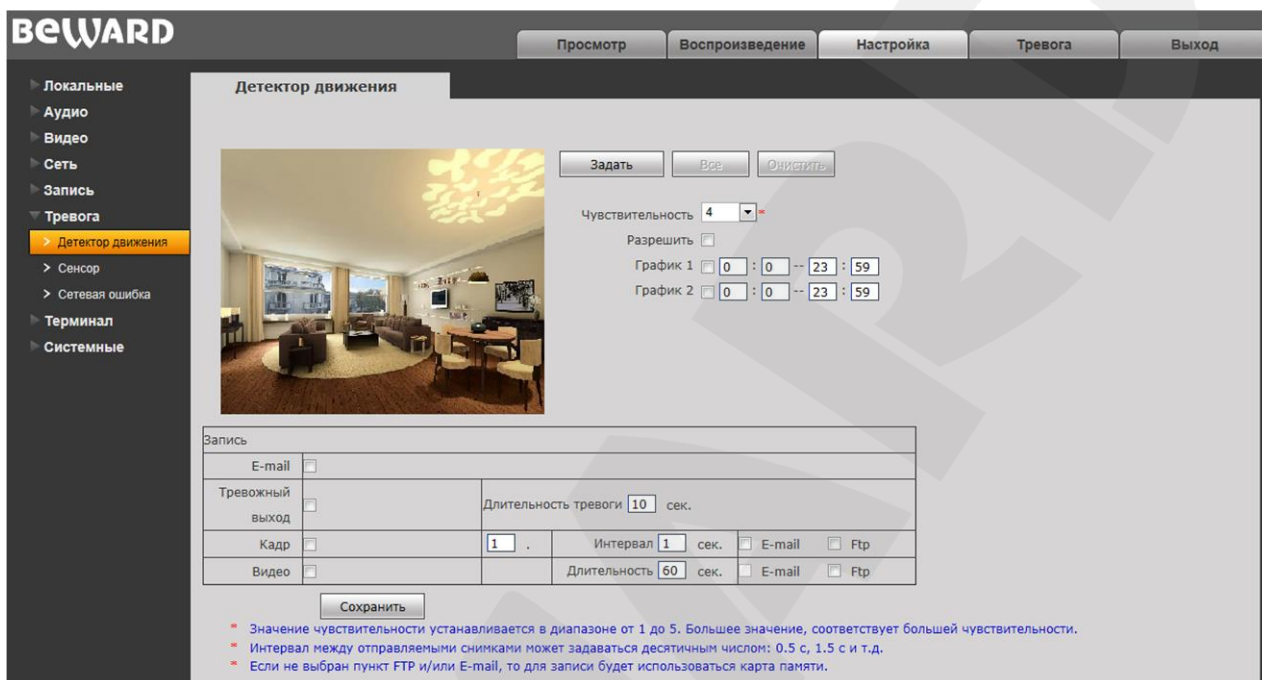 BEWARD
Просмотр Воспроизведение Настройка Тревога Выход
Локальные
Аудио
Видео
Сеть
Запись
Тревога
> Детектор движения
> Сенсор
> Сетевая ошибка
Терминал
Системные
Детектор движения
Задать Все Очистить
Чувствительность 4 *
Разрешить
График 1 0 : 0 -- 23 : 59
График 2 0 : 0 -- 23 : 59
Запись
E-mail
Тревожный
выход
Длительность тревоги 10 сек.
Кадр 1 . Интервал 1 сек. E-mail Ftp
Видео Длительность 60 сек. E-mail Ftp
Сохранить
* Значение чувствительности устанавливается в диапазоне от 1 до 5. Большее значение, соответствует большей чувствительности.
* Интервал между отправляемыми снимками может задаваться десятичным числом: 0.5 с, 1.5 с и т.д.
* Если не выбран пункт FTP и/или E-mail, то для записи будет использоваться карта памяти.